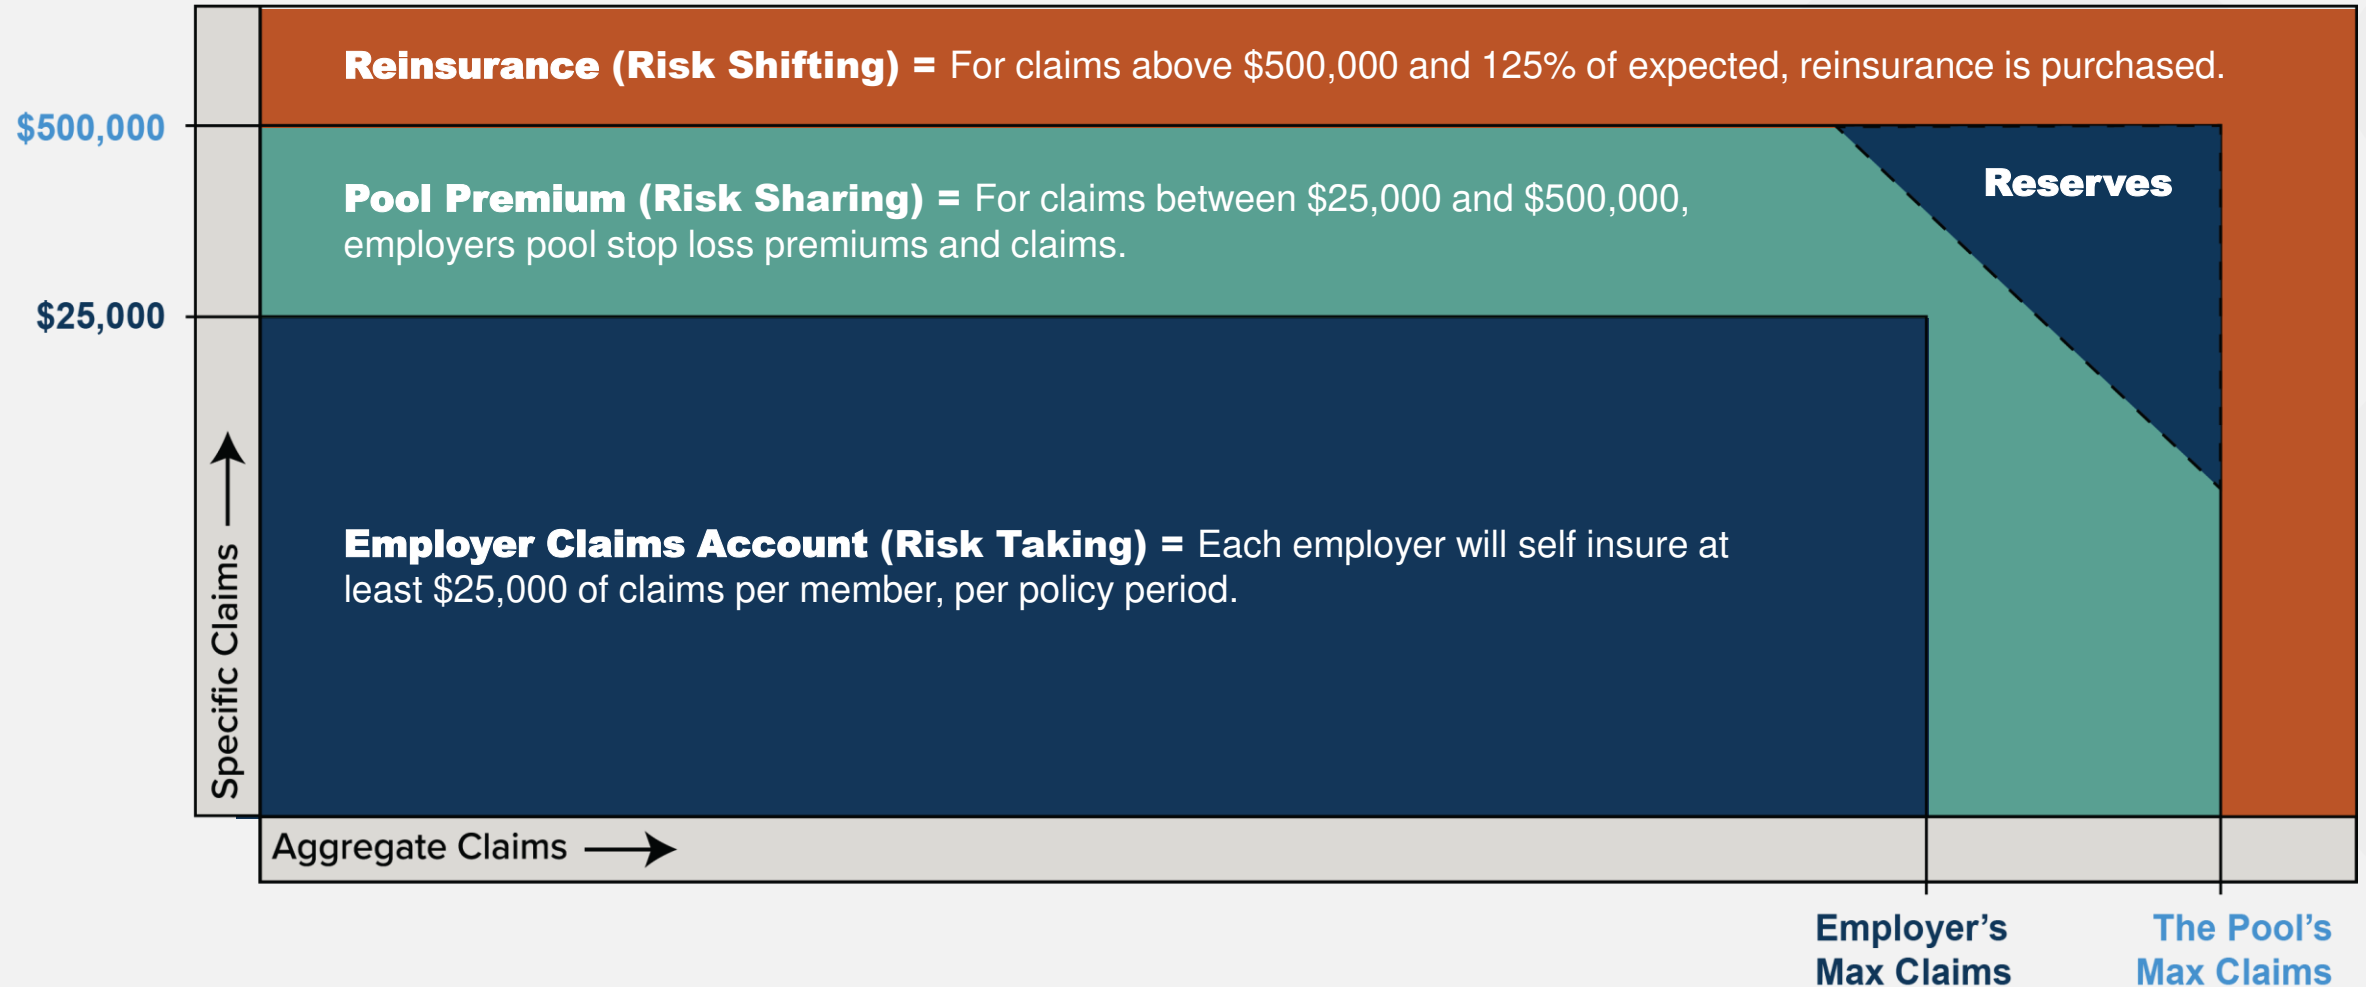 Reinsurance (Risk Shifting) = For claims above $500,000 and 125% of expected, reinsurance is purchased.
$500,000
Pool Premium (Risk Sharing) = For claims between $25,000 and $500,000,
employers pool stop loss premiums and claims.
Reserves
$25,000
Employer Claims Account (Risk Taking) = Each employer will self insure at
least $25,000 of claims per member, per policy period.
Specific Claims
Aggregate Claims
Employer’s
Max Claims
The Pool’s
Max Claims